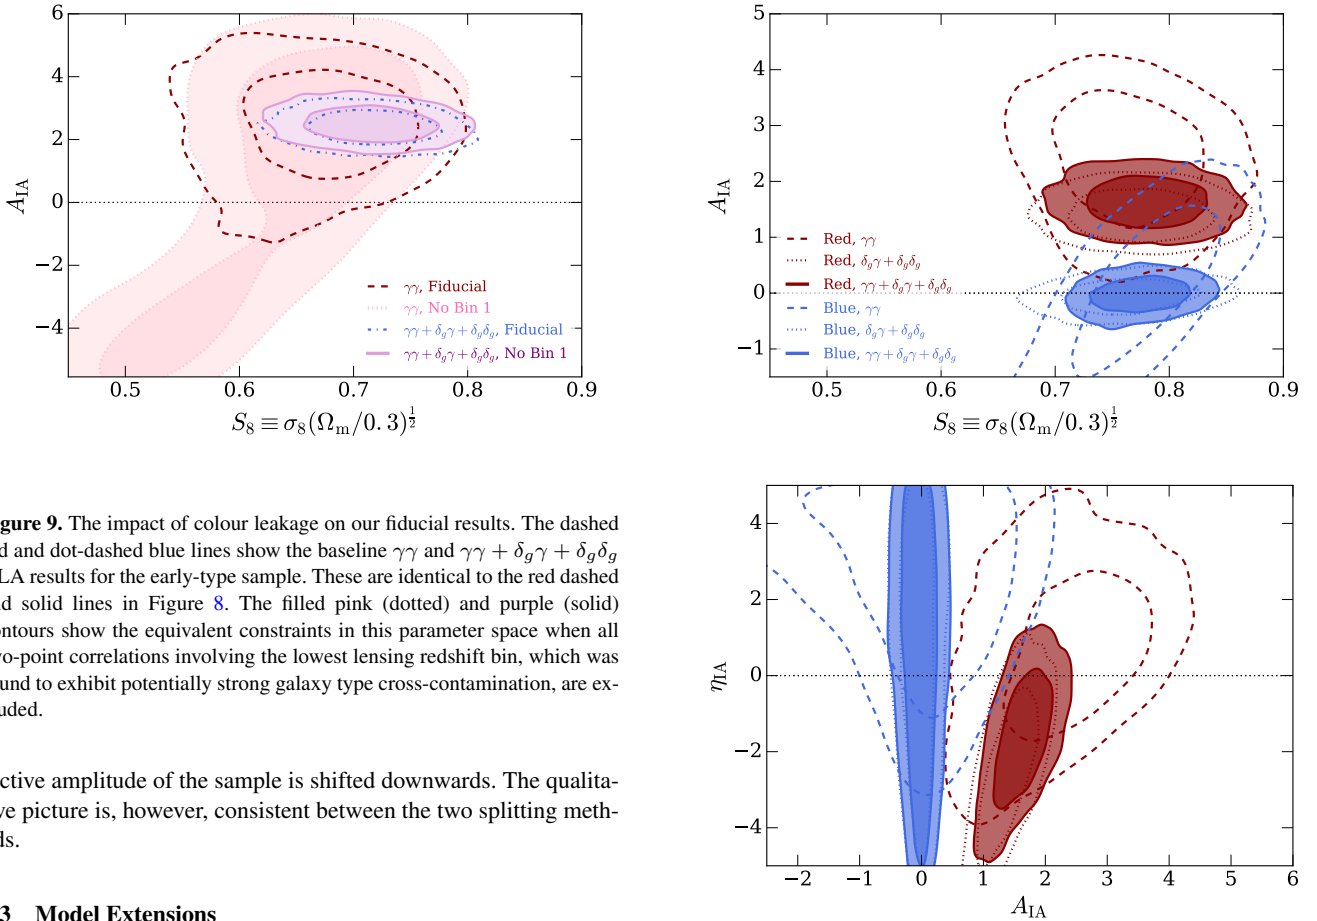 6
4
2
0
−2
−4
A_IA
0.5 0.6 0.7 0.8 0.9
S₈ ≡ σ₈(Ω_m/0.3)^{1/2}
γγ, Fiducial
γγ, No Bin 1
γγ + δ_gγ + δ_gδ_g, Fiducial
γγ + δ_gγ + δ_gδ_g, No Bin 1
gure 9. The impact of colour leakage on our fiducial results. The dashed
d and dot-dashed blue lines show the baseline γγ and γγ + δ_gγ + δ_gδ_g
LA results for the early-type sample. These are identical to the red dashed
d solid lines in Figure 8. The filled pink (dotted) and purple (solid)
ontours show the equivalent constraints in this parameter space when all
o-point correlations involving the lowest lensing redshift bin, which was
und to exhibit potentially strong galaxy type cross-contamination, are ex-
uded.
ctive amplitude of the sample is shifted downwards. The qualita-
ve picture is, however, consistent between the two splitting meth-
ds.
3 Model Extensions
5
4
3
2
1
0
−1
A_IA
0.5 0.6 0.7 0.8 0.9
S₈ ≡ σ₈(Ω_m/0.3)^{1/2}
Red, γγ
Red, δ_gγ + δ_gδ_g
Red, γγ + δ_gγ + δ_gδ_g
Blue, γγ
Blue, δ_gγ + δ_gδ_g
Blue, γγ + δ_gγ + δ_gδ_g
4
2
0
−2
−4
η_IA
−2 −1 0 1 2 3 4 5 6
A_IA